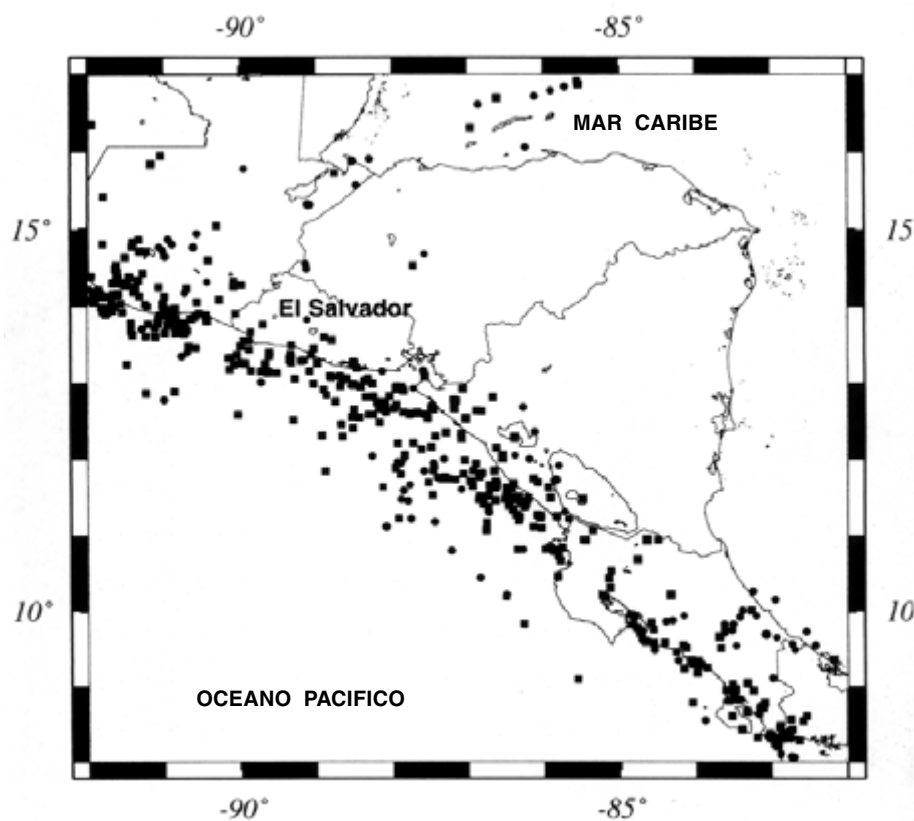 -90° -85°
MAR CARIBE
15° 15
El Salvador
10° 10
OCEANO PACIFICO
-90° -85°